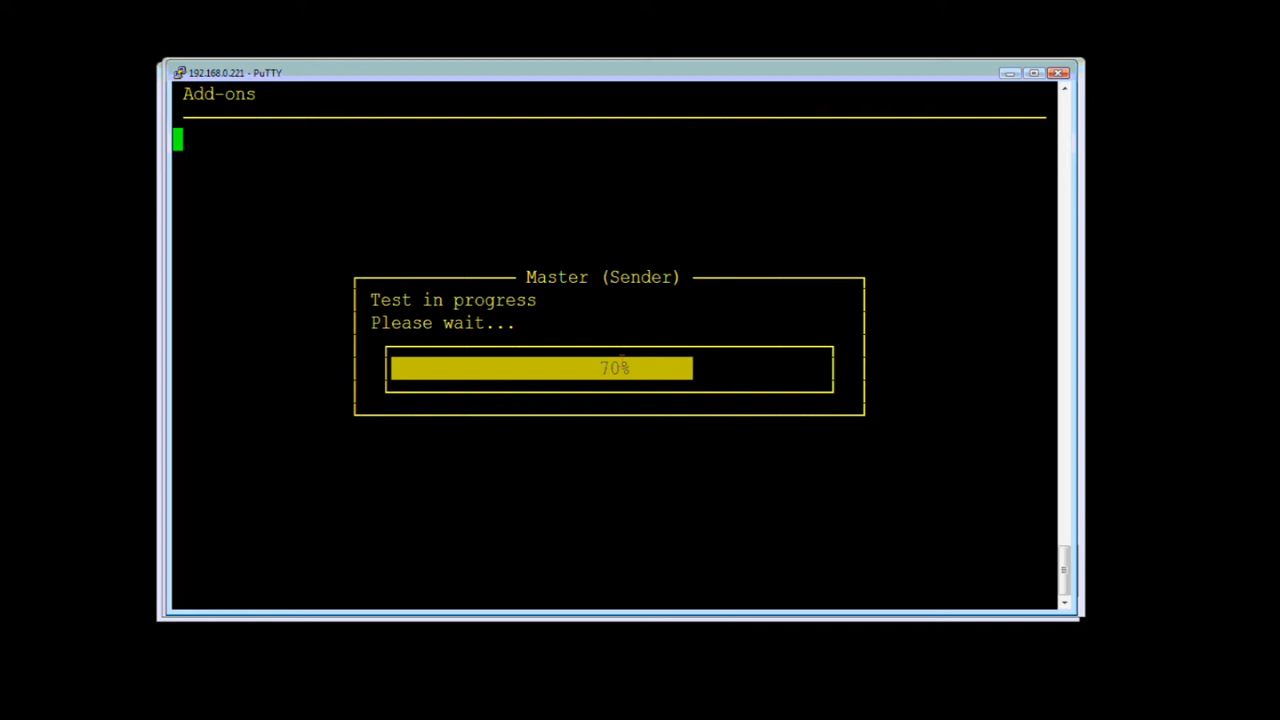 192.168.0.221 - PuTTY
Add-ons
Master (Sender)
Test in progress
Please wait...
70%